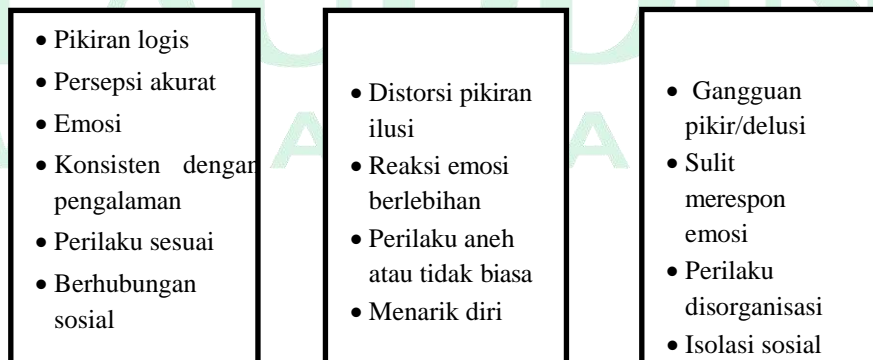 • Pikiran logis
• Persepsi akurat
• Emosi
• Konsisten dengan
pengalaman
• Perilaku sesuai
• Berhubungan
sosial
• Distorsi pikiran
ilusi
• Reaksi emosi
berlebihan
• Perilaku aneh
atau tidak biasa
• Menarik diri
• Gangguan
pikir/delusi
• Sulit
merespon
emosi
• Perilaku
disorganisasi
• Isolasi sosial